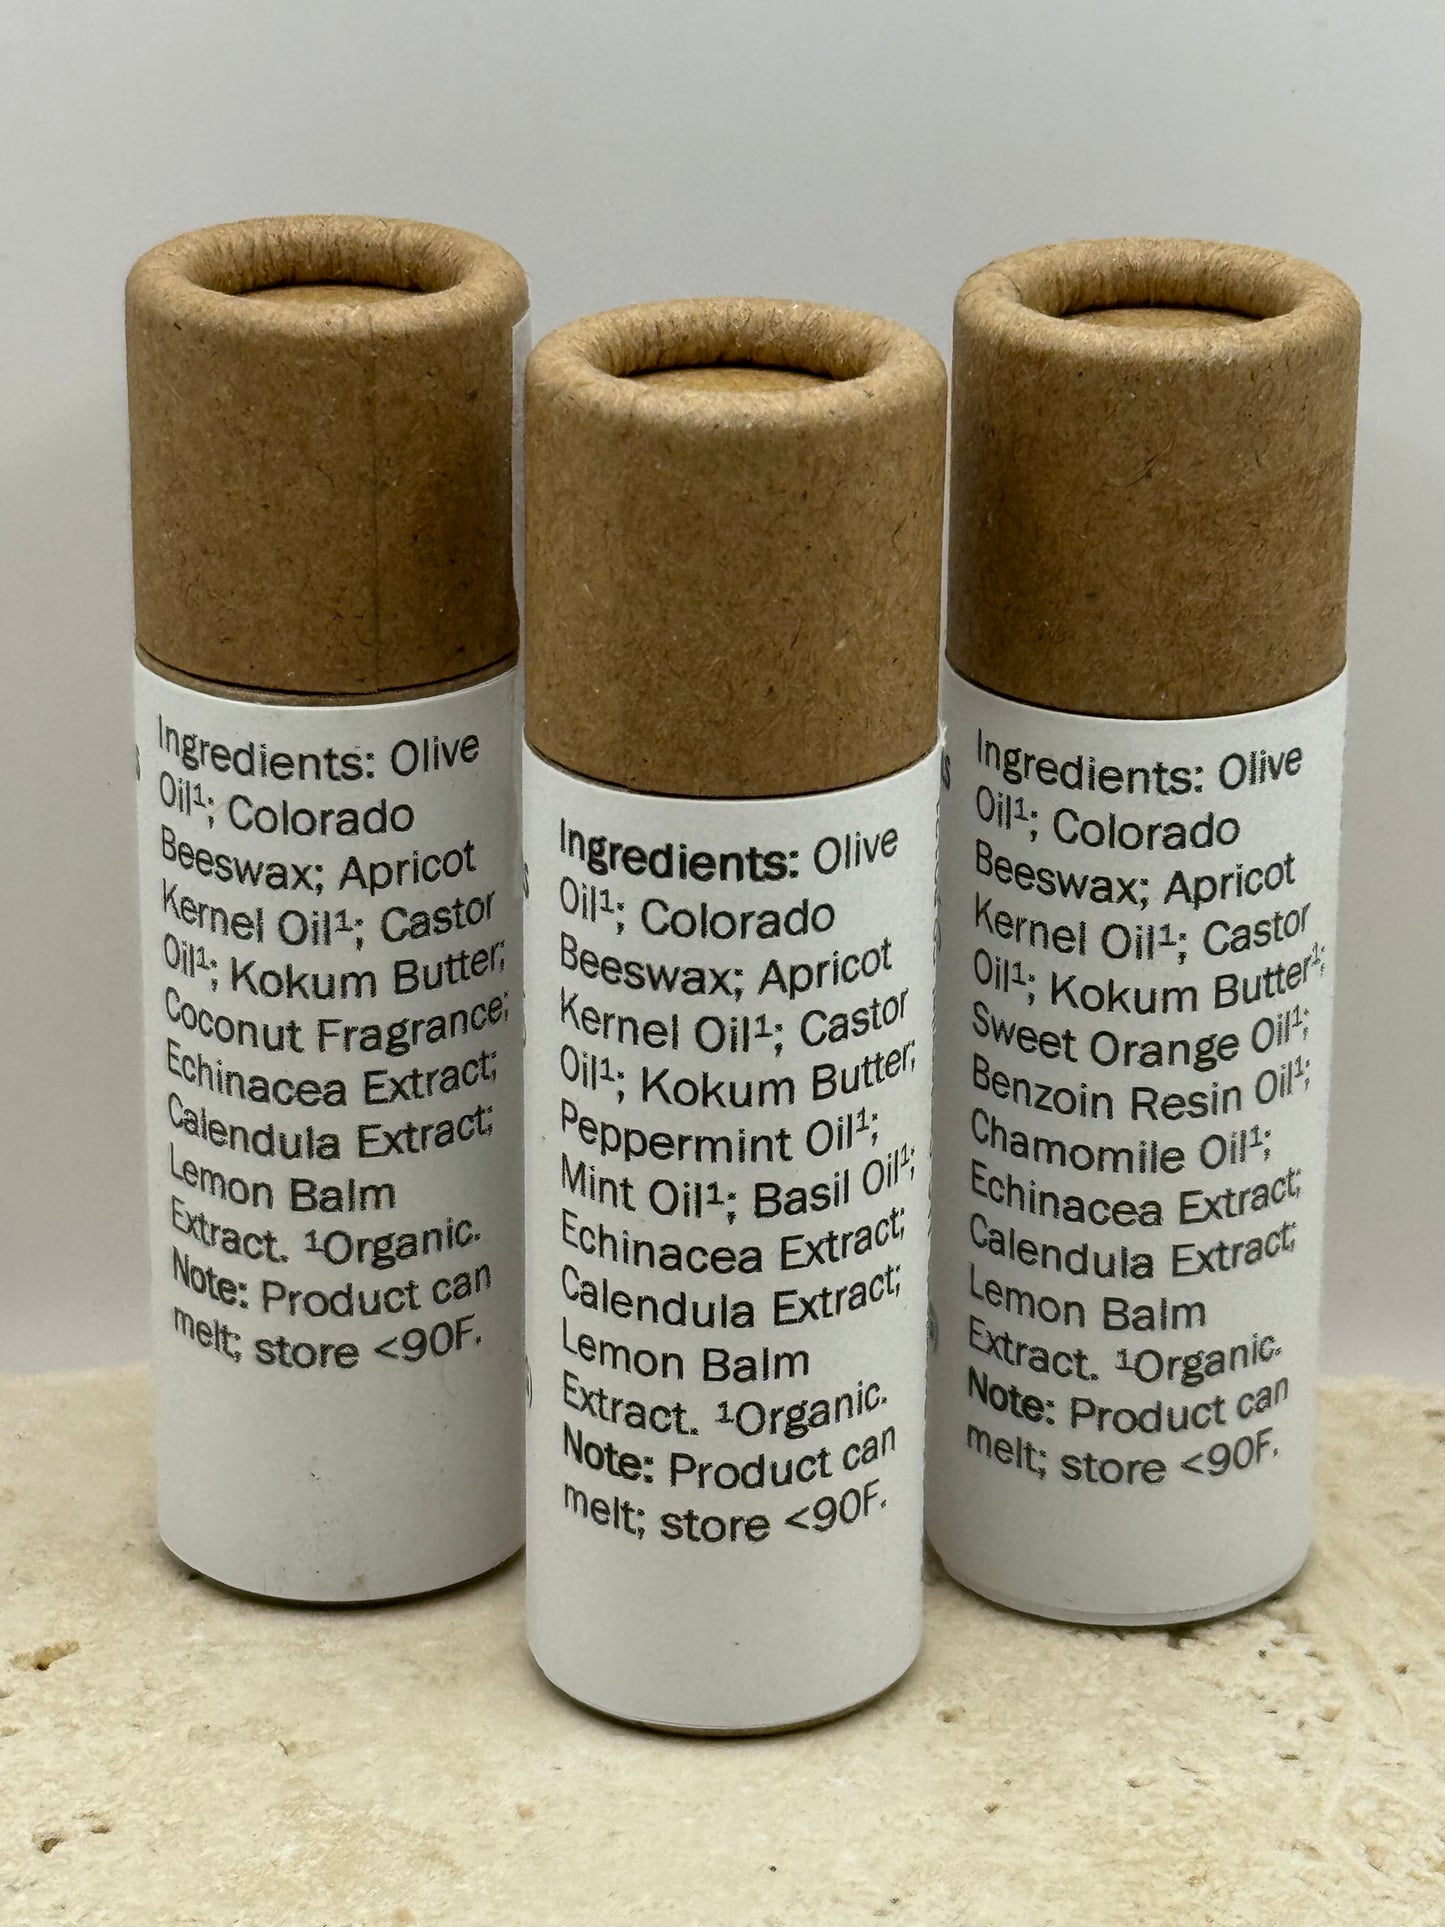 Ingredients: Olive
Oil¹; Colorado
Beeswax; Apricot
Kernel Oil¹; Castor
Oil¹; Kokum Butter;
Coconut Fragrance;
Echinacea Extract;
Calendula Extract;
Lemon Balm
Extract. ¹Organic.
Note: Product can
melt; store <90F.
Ingredients: Olive
Oil¹; Colorado
Beeswax; Apricot
Kernel Oil¹; Castor
Oil¹; Kokum Butter;
Peppermint Oil¹;
Mint Oil¹; Basil Oil¹;
Echinacea Extract;
Calendula Extract;
Lemon Balm
Extract. ¹Organic.
Note: Product can
melt; store <90F.
Ingredients: Olive
Oil¹; Colorado
Beeswax; Apricot
Kernel Oil¹; Castor
Oil¹; Kokum Butter¹;
Sweet Orange Oil¹;
Benzoin Resin Oil¹;
Chamomile Oil¹;
Echinacea Extract;
Calendula Extract;
Lemon Balm
Extract. ¹Organic.
Note: Product can
melt; store <90F.